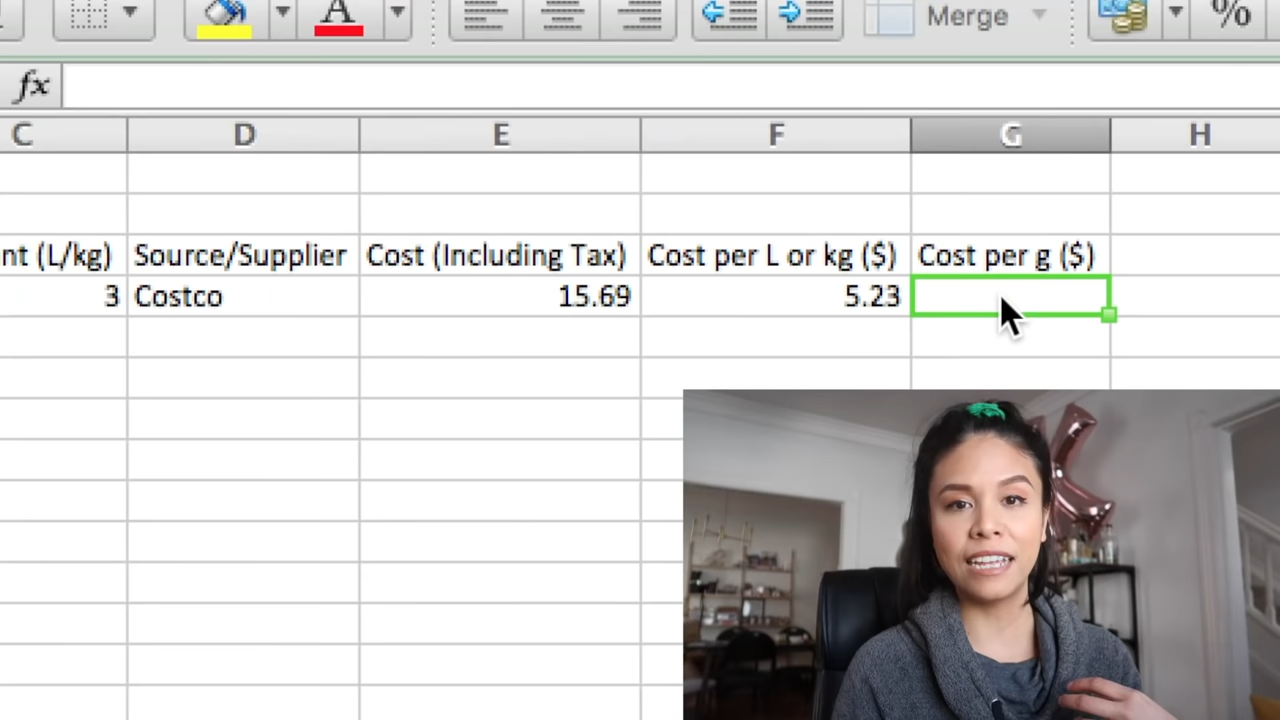 A
Merge
%
fx
C D E F G H
nt (L/kg) Source/Supplier Cost (Including Tax) Cost per L or kg ($) Cost per g ($)
3 Costco 15.69 5.23
K